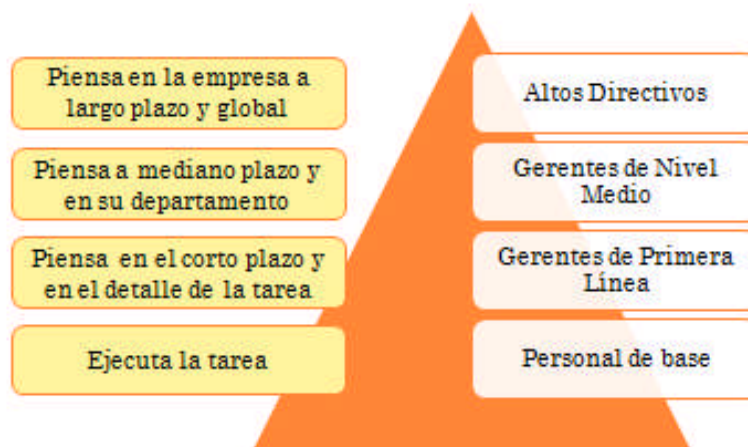 Piensa en la empresa a
largo plazo y global
Altos Directivos
Piensa a mediano plazo y
en su departamento
Gerentes de Nivel
Medio
Piensa en el corto plazo y
en el detalle de la tarea
Gerentes de Primera
Línea
Ejecuta la tarea
Personal de base